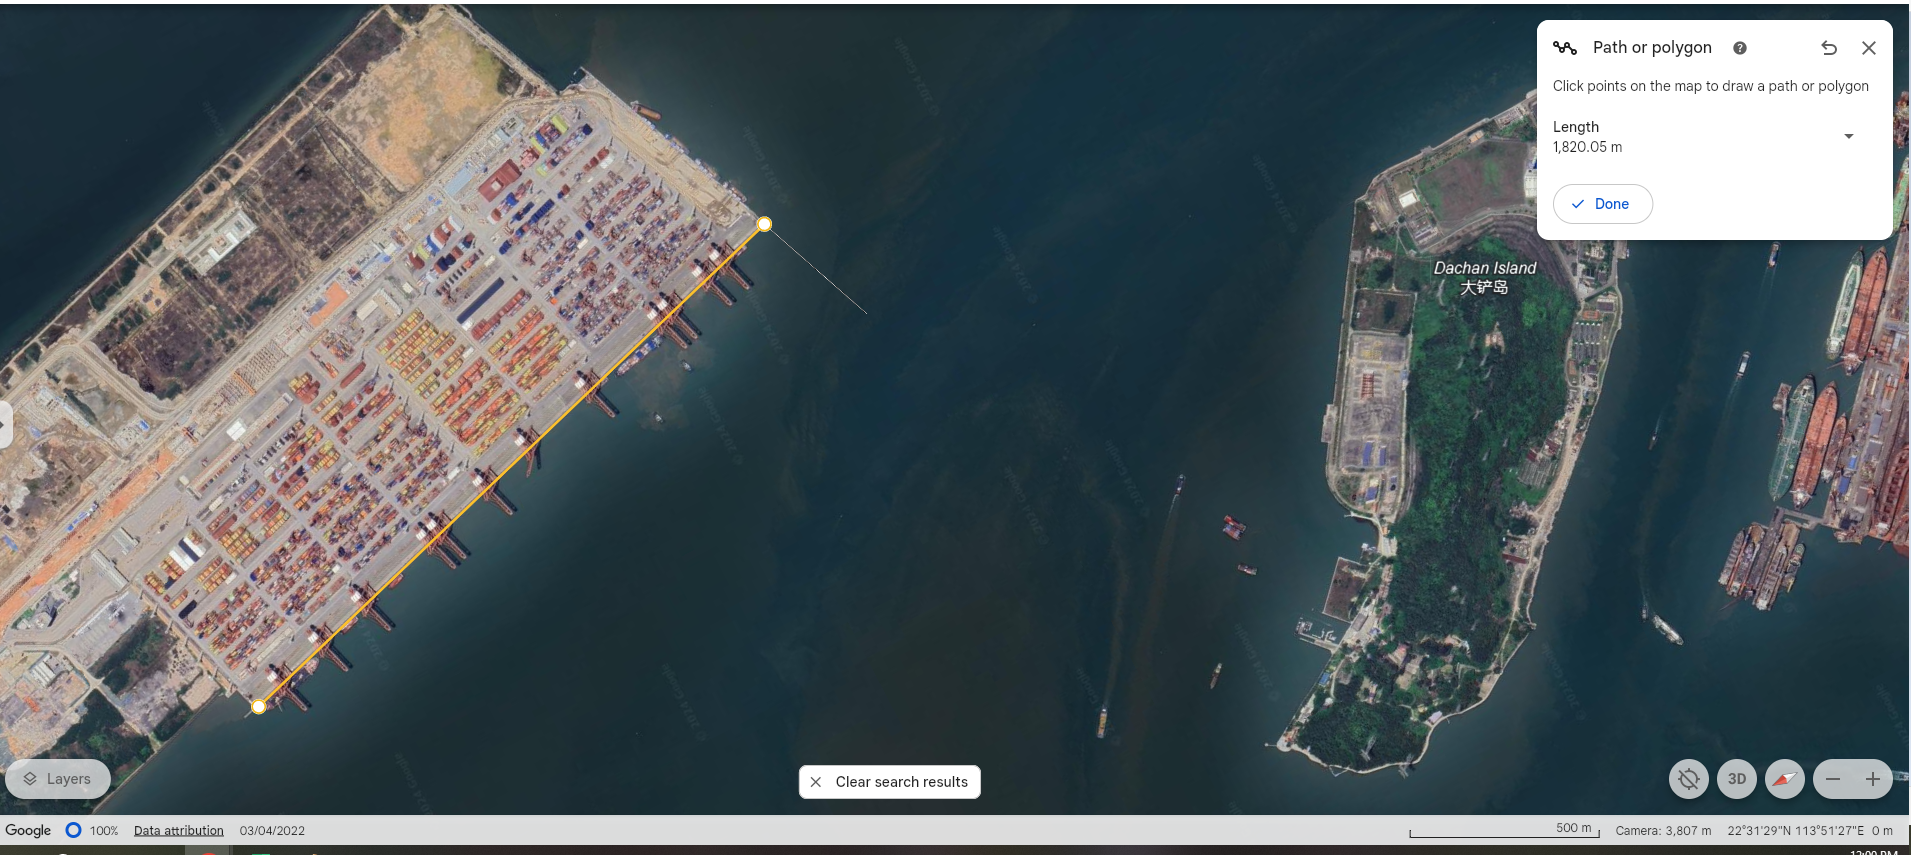 Path or polygon
Click points on the map to draw a path or polygon
Length
1,820.05 m
Done
Dachan Island
大铲岛
Layers
Clear search results
3D
Google
100%
Data attribution
03/04/2022
500 m
Camera: 3,807 m
22°31'29"N 113°51'27"E
0 m